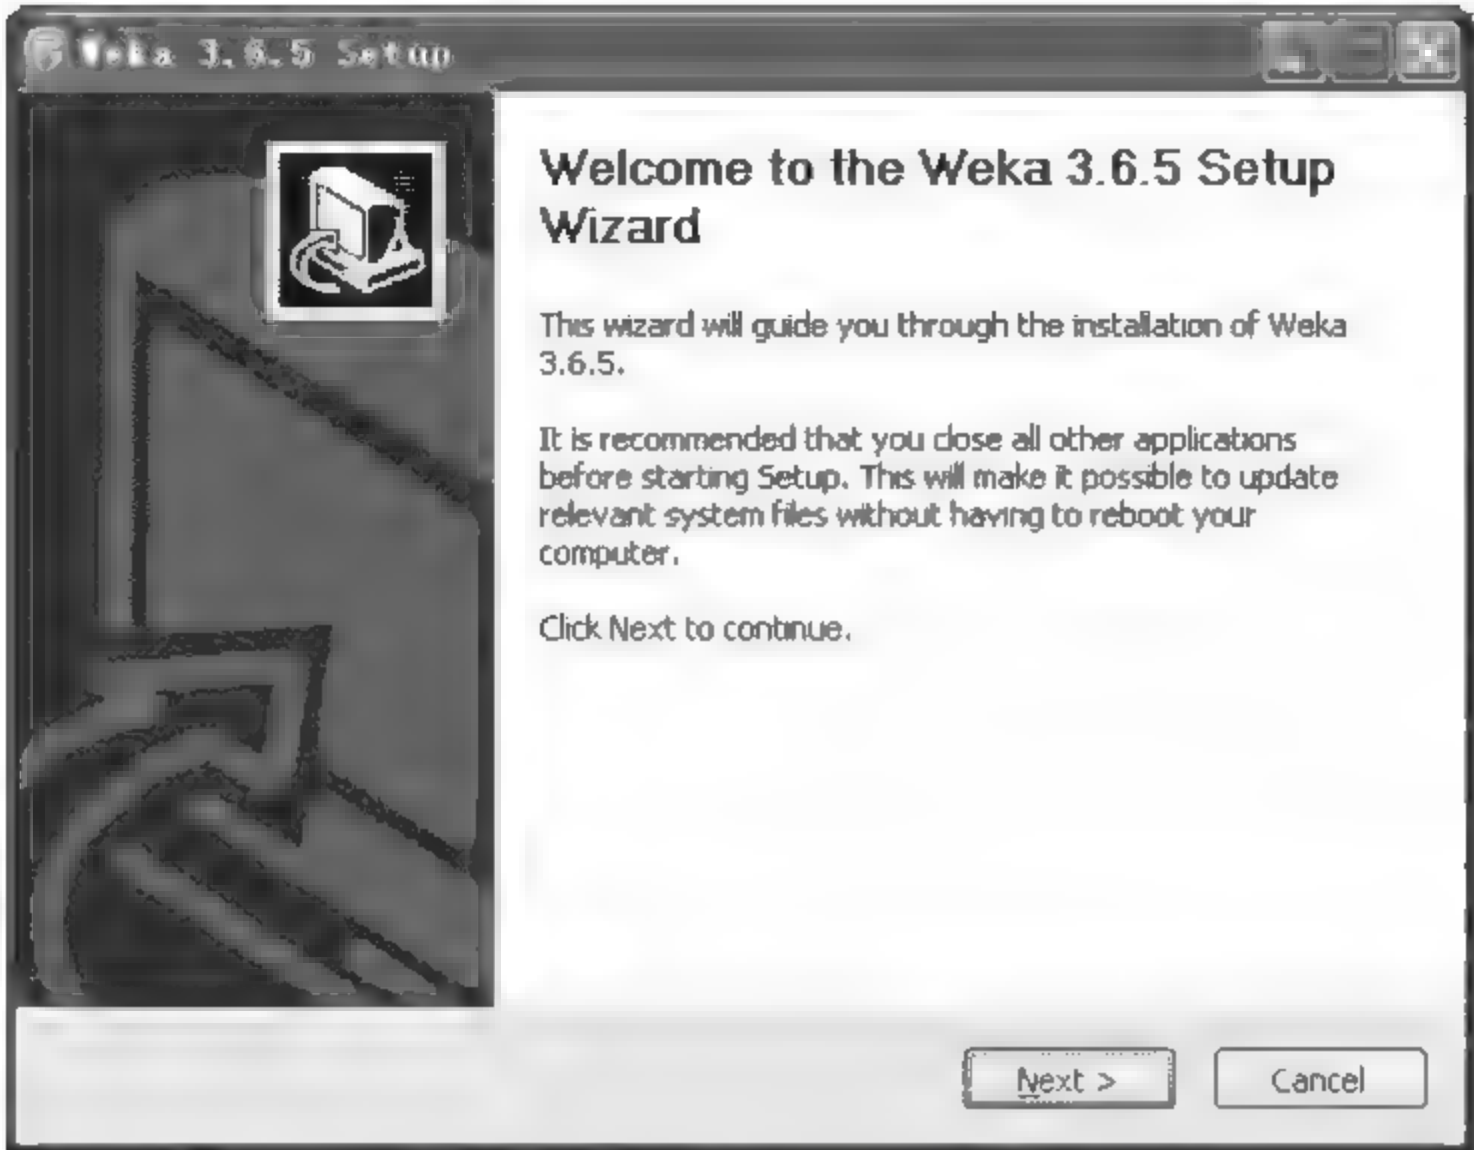 Weka 3.6.5 Setup
Welcome to the Weka 3.6.5 Setup
Wizard
This wizard will guide you through the installation of Weka
3.6.5.
It is recommended that you close all other applications
before starting Setup. This will make it possible to update
relevant system files without having to reboot your
computer.
Click Next to continue.
Next >
Cancel